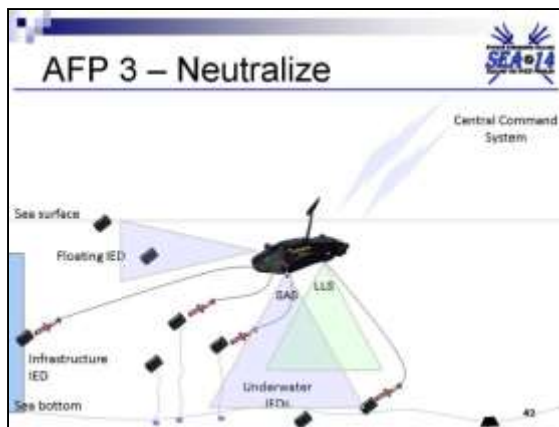 AFP 3 – Neutralize
SEA 14
Central Command
System
Sea surface
Floating IED
SAS
LLS
Infrastructure
IED
Underwater
IEDs
Sea bottom
42